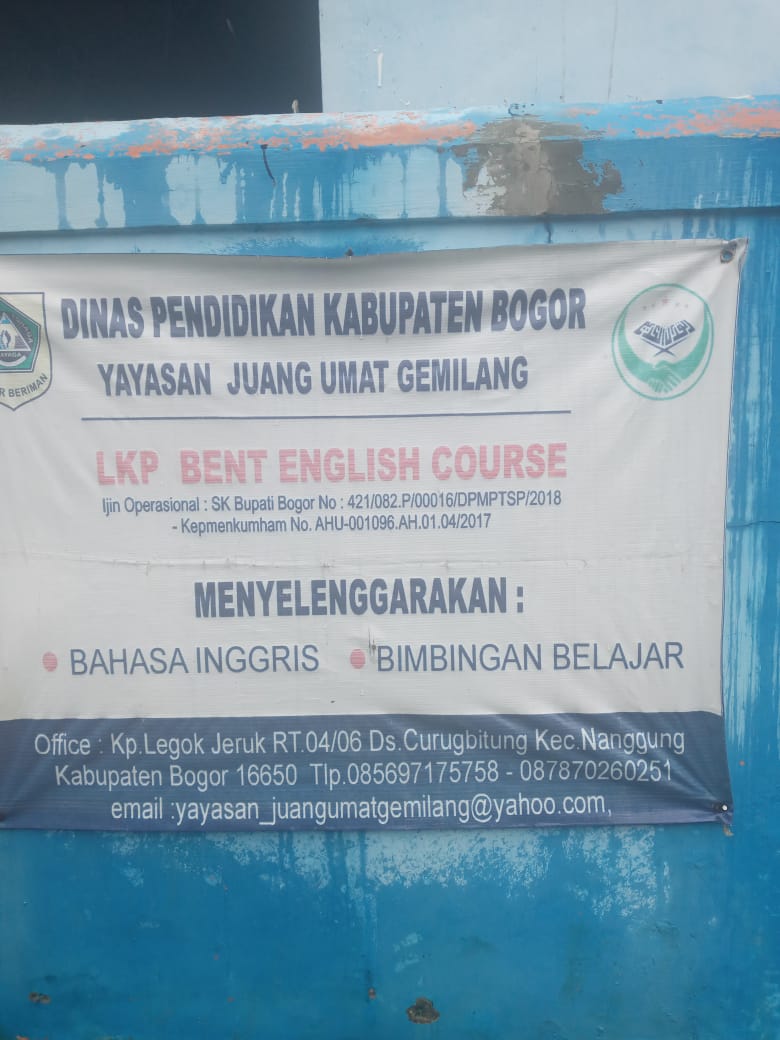 DINAS PENDIDIKAN KABUPATEN BOGOR
YAYASAN JUANG UMAT GEMILANG
R BERIMAN
LKP BENT ENGLISH COURSE
Ijin Operasional : SK Bupati Bogor No : 421/082.P/00016/DPMPTSP/2018
- Kepmenkumham No. AHU-001096.AH.01.04/2017
MENYELENGGARAKAN :
• BAHASA INGGRIS • BIMBINGAN BELAJAR
Office : Kp.Legok Jeruk RT.04/06 Ds.Curugbitung Kec.Nanggung
Kabupaten Bogor 16650 Tlp.085697175758 - 087870260251
email :yayasan_juangumatgemilang@yahoo.com,